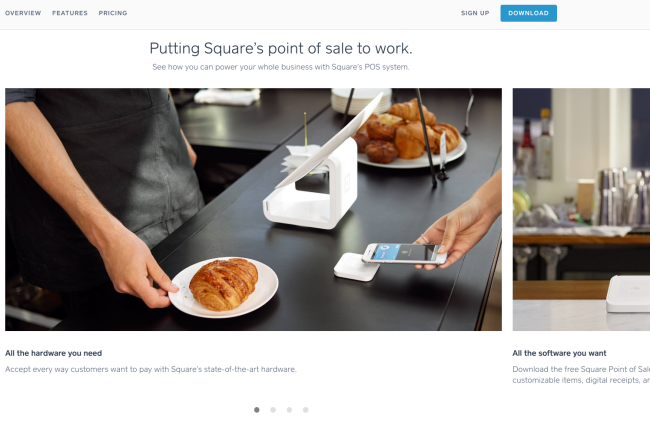 OVERVIEW FEATURES PRICING SIGN UP DOWNLOAD
Putting Square's point of sale to work.
See how you can power your whole business with Square's POS system.
All the hardware you need
Accept every way customers want to pay with Square's state-of-the-art hardware.
All the software you want
Download the free Square Point of Sale
customizable items, digital receipts,